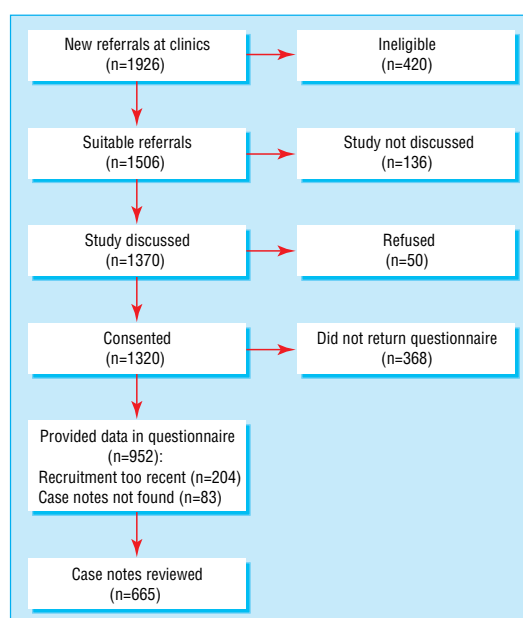 New referrals at clinics
(n=1926)
Ineligible
(n=420)
Suitable referrals
(n=1506)
Study not discussed
(n=136)
Study discussed
(n=1370)
Refused
(n=50)
Consented
(n=1320)
Did not return questionnaire
(n=368)
Provided data in questionnaire
(n=952):
Recruitment too recent (n=204)
Case notes not found (n=83)
Case notes reviewed
(n=665)